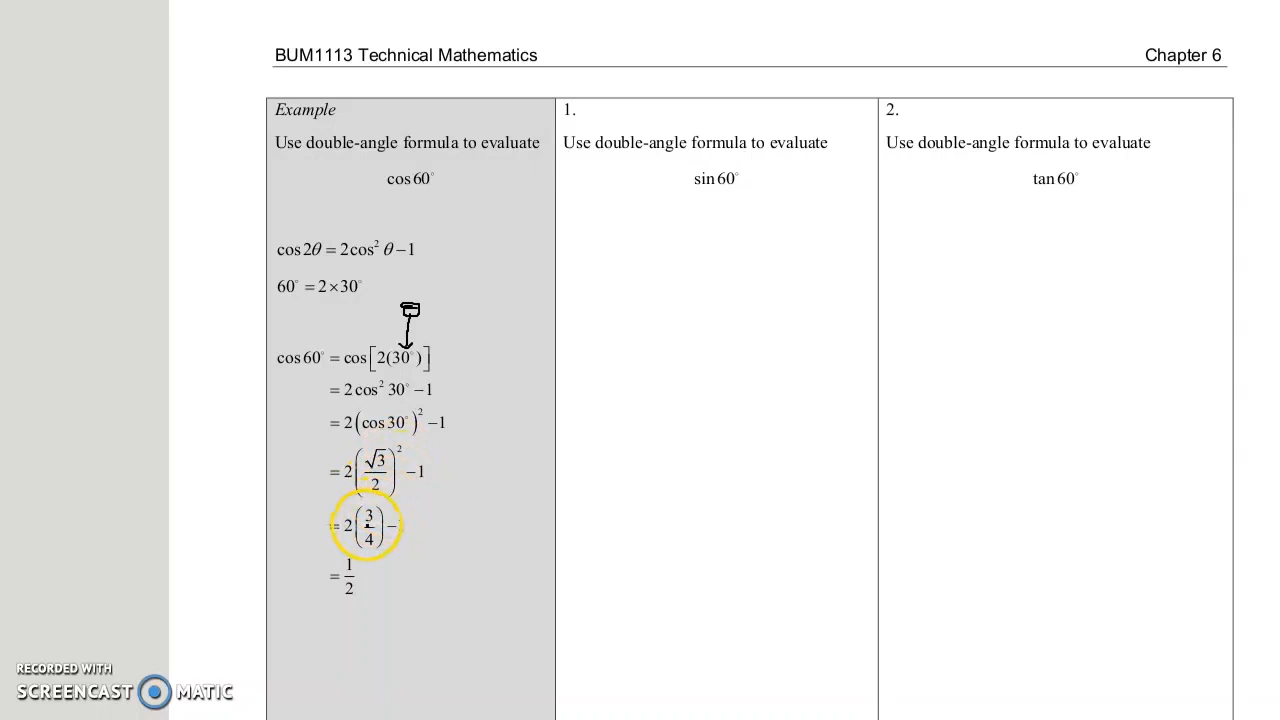 BUM1113 Technical Mathematics Chapter 6
Example
Use double-angle formula to evaluate
cos 60°
cos 2θ = 2cos² θ − 1
60° = 2 × 30°
cos 60° = cos[2(30°)]
= 2 cos² 30° − 1
= 2(cos 30°)² − 1
= 2(√3/2)² − 1
= 2(3/4) −
= 1/2
1.
Use double-angle formula to evaluate
sin 60°
2.
Use double-angle formula to evaluate
tan 60°
RECORDED WITH
SCREENCAST MATIC